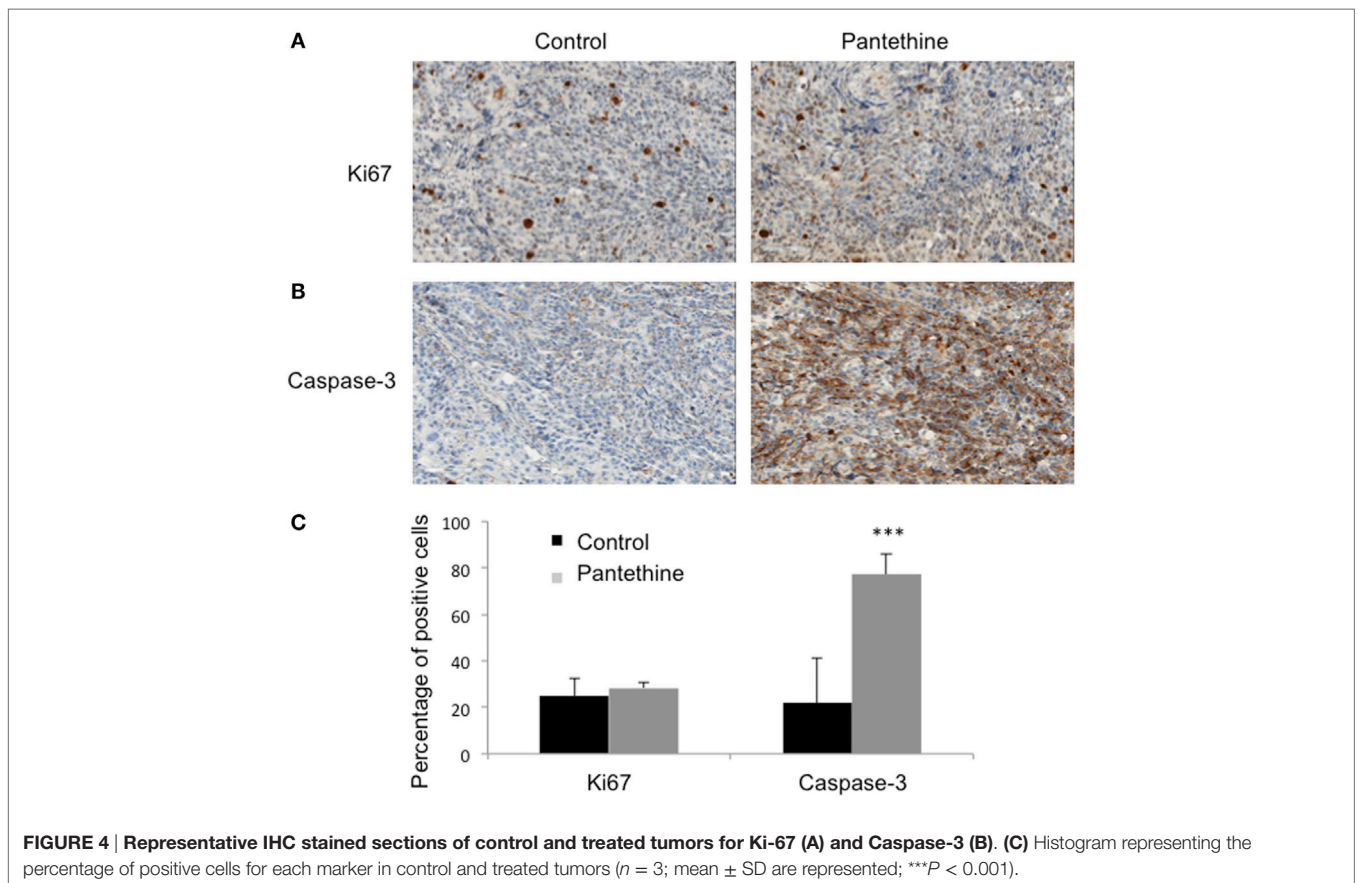 A
Control
Pantethine
Ki67
B
Caspase-3
C
Percentage of positive cells
100
80
60
40
20
0
Control
Pantethine
***
Ki67
Caspase-3
FIGURE 4 | Representative IHC stained sections of control and treated tumors for Ki-67 (A) and Caspase-3 (B). (C) Histogram representing the
percentage of positive cells for each marker in control and treated tumors (n = 3; mean ± SD are represented; ***P < 0.001).